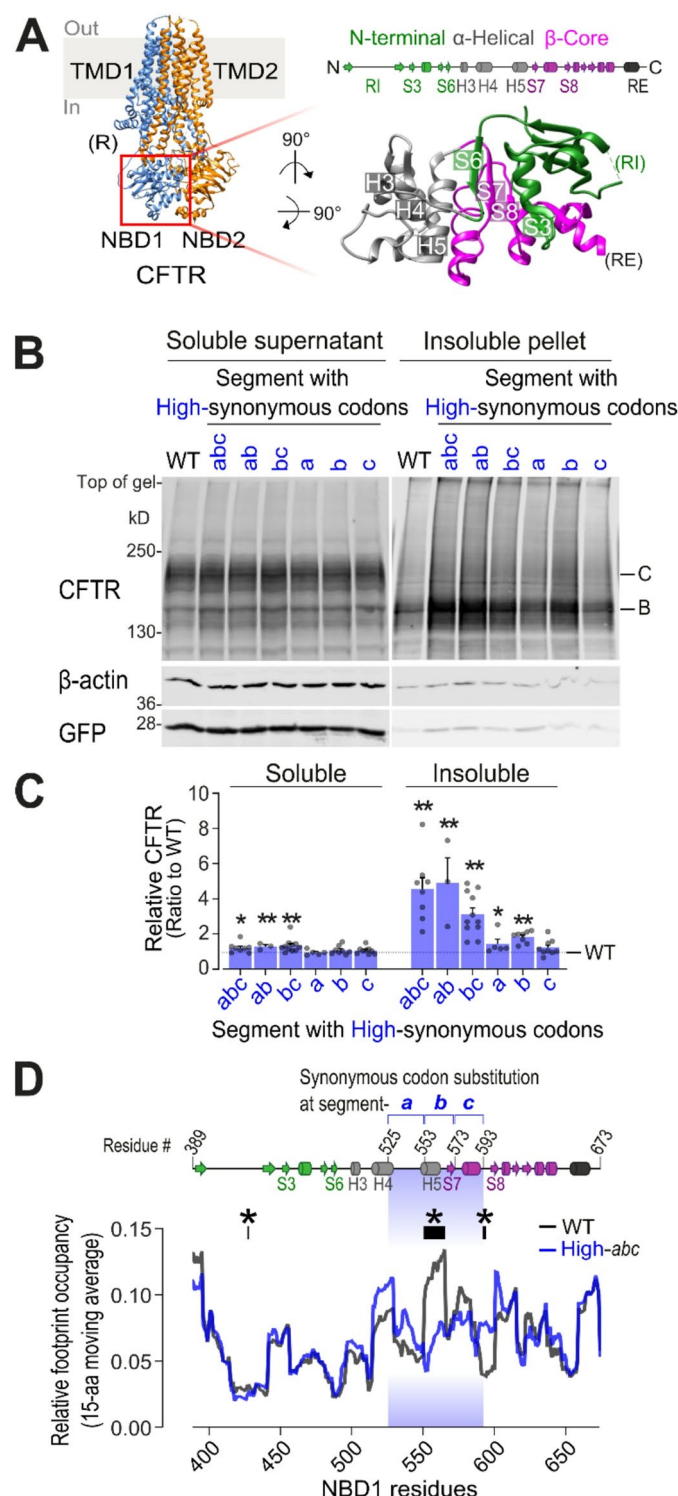 A
Out
In
TMD1
TMD2
(R)
NBD1
NBD2
CFTR
90°
90°
N-terminal α-Helical β-Core
N
C
RI S3 S6 H3 H4 H5 S7 S8 RE
H3
H4
H5
S6
S7
S8
S3
(RI)
(RE)
B
Soluble supernatant
Insoluble pellet
Segment with
High-synonymous codons
Segment with
High-synonymous codons
WT abc ab bc a b c
WT abc ab bc a b c
Top of gel-
kD
250-
CFTR
130-
C
B
β-actin
36-
28-
GFP
C
Soluble
Insoluble
Relative CFTR
(Ratio to WT)
10
8
6
4
2
0
* ** **
** ** ** * **
WT
abc ab bc a b c
abc ab bc a b c
Segment with High-synonymous codons
D
Synonymous codon substitution
at segment- a b c
Residue #
389 525 553 573 593 673
S3 S6 H3 H4 H5 S7 S8
* * *
WT
High-abc
Relative footprint occupancy
(15-aa moving average)
0.15
0.10
0.05
0.00
400 450 500 550 600 650
NBD1 residues